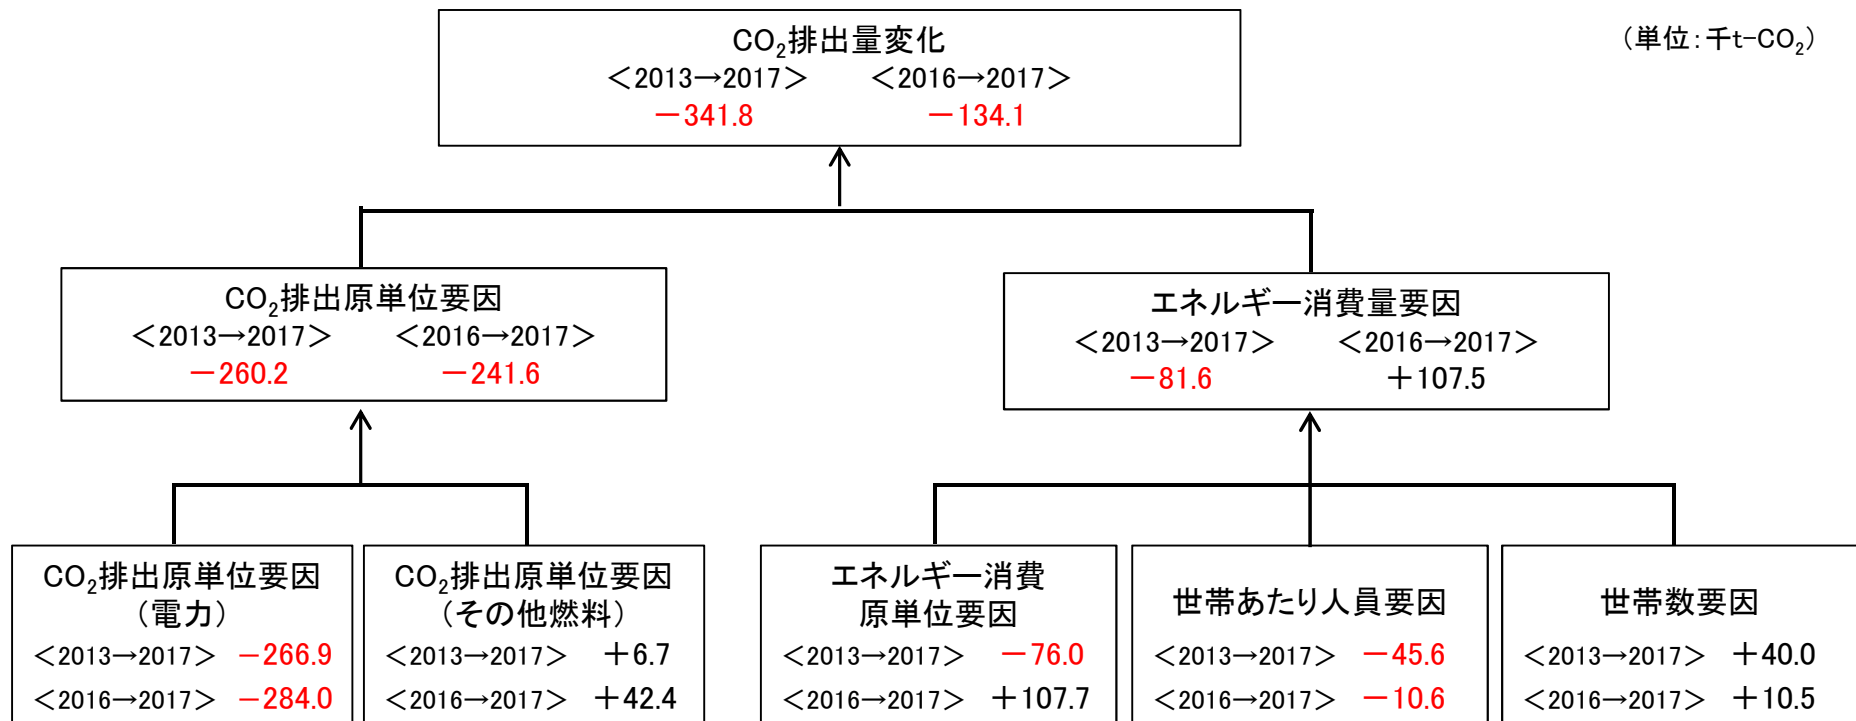 CO₂排出量変化
＜2013→2017＞ ＜2016→2017＞
－341.8 －134.1
（単位：千t-CO₂）
CO₂排出原単位要因
＜2013→2017＞ ＜2016→2017＞
－260.2 －241.6
エネルギー消費量要因
＜2013→2017＞ ＜2016→2017＞
－81.6 ＋107.5
CO₂排出原単位要因
（電力）
＜2013→2017＞ －266.9
＜2016→2017＞ －284.0
CO₂排出原単位要因
（その他燃料）
＜2013→2017＞ ＋6.7
＜2016→2017＞ ＋42.4
エネルギー消費
原単位要因
＜2013→2017＞ －76.0
＜2016→2017＞ ＋107.7
世帯あたり人員要因
＜2013→2017＞ －45.6
＜2016→2017＞ －10.6
世帯数要因
＜2013→2017＞ ＋40.0
＜2016→2017＞ ＋10.5